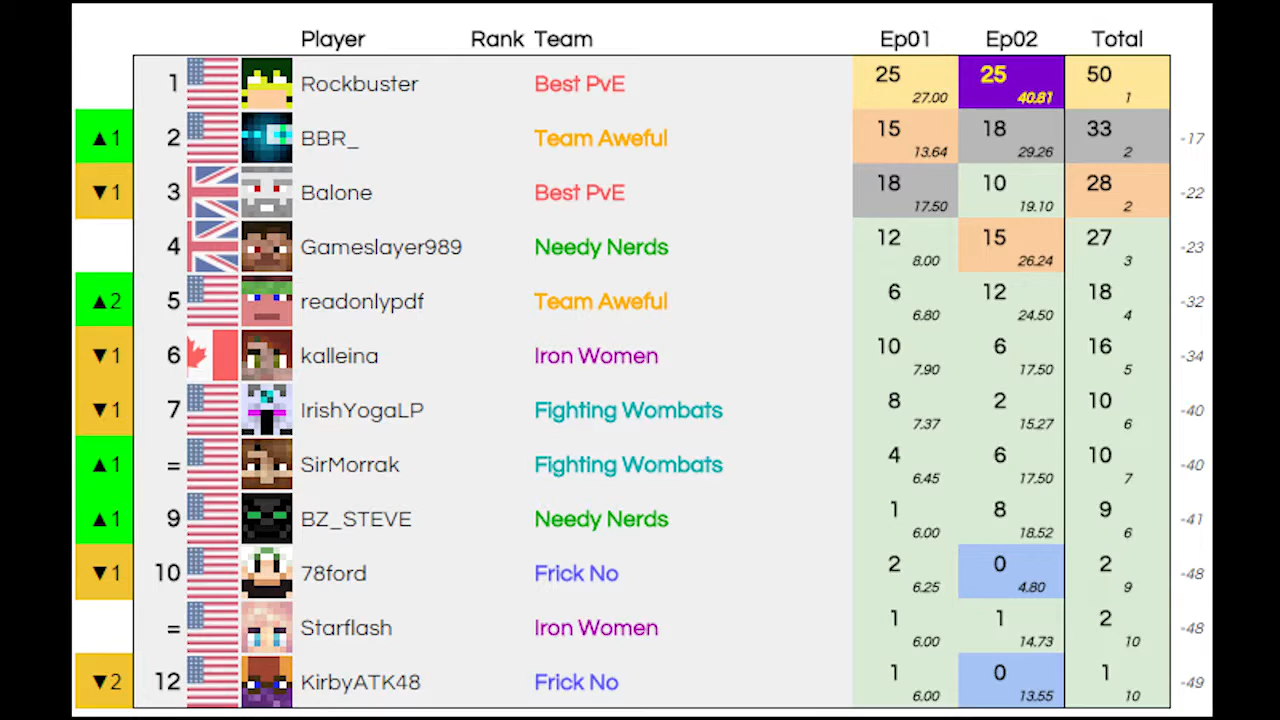 Player Rank Team Ep01 Ep02 Total
1 Rockbuster Best PvE 25 27.00 25 40.81 50 1
▲1 2 BBR_ Team Aweful 15 13.64 18 29.26 33 2 -17
▼1 3 Balone Best PvE 18 17.50 10 19.10 28 2 -22
4 Gameslayer989 Needy Nerds 12 8.00 15 26.24 27 3 -23
▲2 5 readonlypdf Team Aweful 6 6.80 12 24.50 18 4 -32
▼1 6 kalleina Iron Women 10 7.90 6 17.50 16 5 -34
▼1 7 IrishYogaLP Fighting Wombats 8 7.37 2 15.27 10 6 -40
▲1 = SirMorrak Fighting Wombats 4 6.45 6 17.50 10 7 -40
▲1 9 BZ_STEVE Needy Nerds 1 6.00 8 18.52 9 6 -41
▼1 10 78ford Frick No 2 6.25 0 4.80 2 9 -48
= Starflash Iron Women 1 6.00 1 14.73 2 10 -48
▼2 12 KirbyATK48 Frick No 1 6.00 0 13.55 1 10 -49